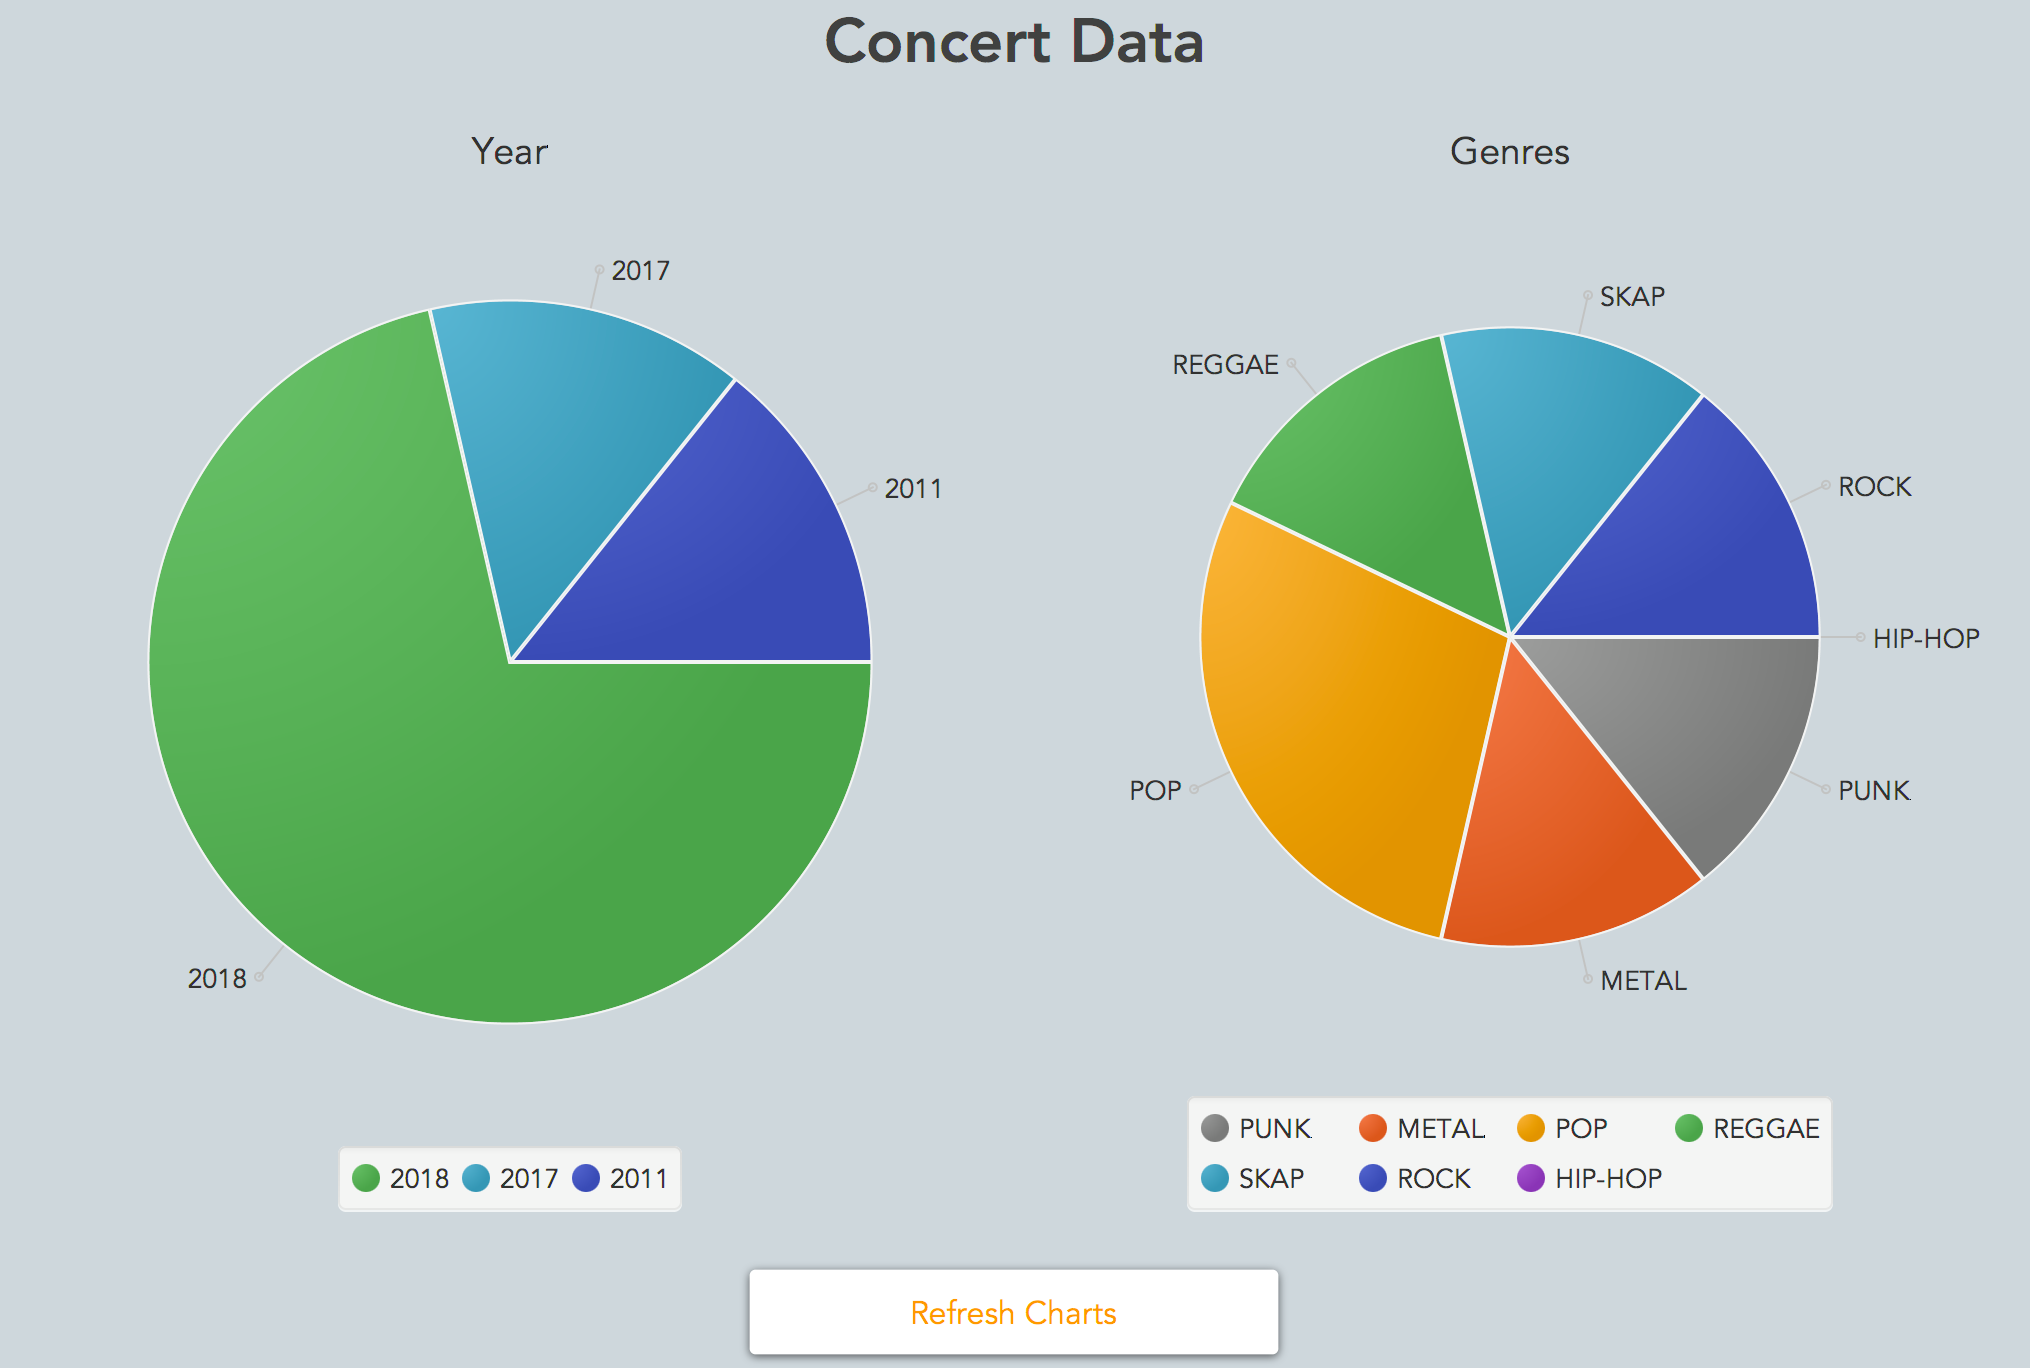 Concert Data
Year
2017
2011
2018
2018 2017 2011
Genres
SKAP
REGGAE
ROCK
HIP-HOP
POP
PUNK
METAL
PUNK METAL POP REGGAE
SKAP ROCK HIP-HOP
Refresh Charts